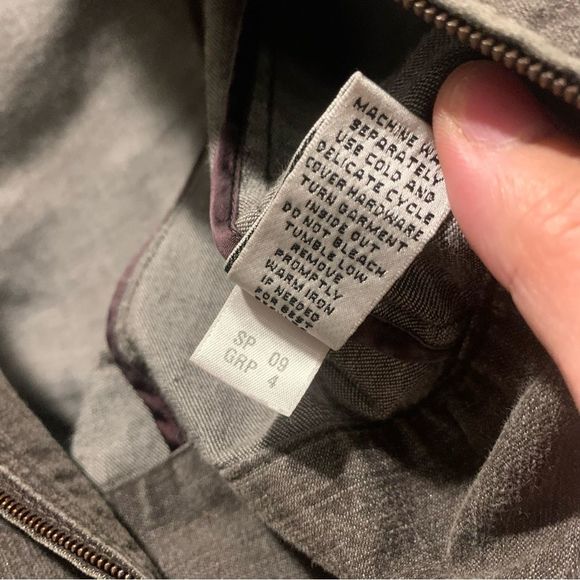 MACHINE WA
SEPARATELY
USE COLD AND
DELICATE CYCLE
COVER HARDWARE
TURN GARMENT
INSIDE OUT
DO NOT BLEACH
TUMBLE LOW
REMOVE
PROMPTLY
WARM IRON
IF NEEDED
FOR BEST
SP 09
GRP 4